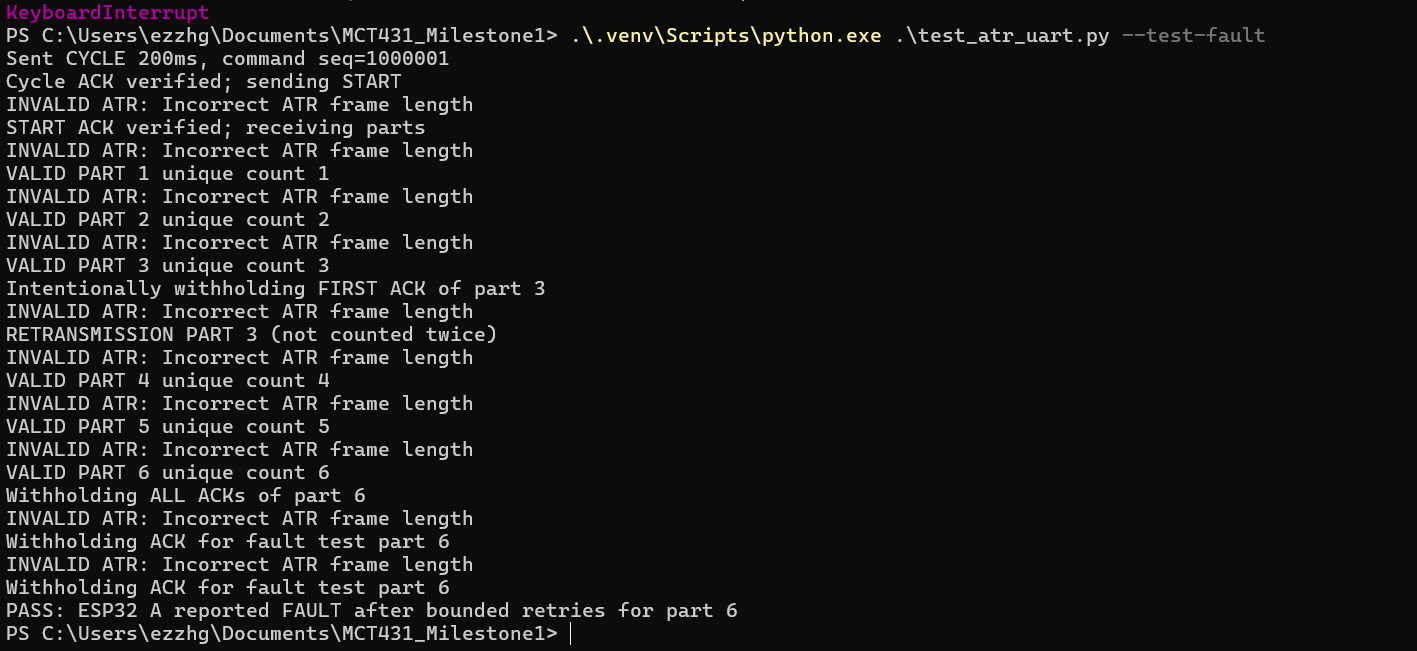 KeyboardInterrupt
PS C:\Users\ezzhg\Documents\MCT431_Milestone1> .\.venv\Scripts\python.exe .\test_atr_uart.py --test-fault
Sent CYCLE 200ms, command seq=1000001
Cycle ACK verified; sending START
INVALID ATR: Incorrect ATR frame length
START ACK verified; receiving parts
INVALID ATR: Incorrect ATR frame length
VALID PART 1 unique count 1
INVALID ATR: Incorrect ATR frame length
VALID PART 2 unique count 2
INVALID ATR: Incorrect ATR frame length
VALID PART 3 unique count 3
Intentionally withholding FIRST ACK of part 3
INVALID ATR: Incorrect ATR frame length
RETRANSMISSION PART 3 (not counted twice)
INVALID ATR: Incorrect ATR frame length
VALID PART 4 unique count 4
INVALID ATR: Incorrect ATR frame length
VALID PART 5 unique count 5
INVALID ATR: Incorrect ATR frame length
VALID PART 6 unique count 6
Withholding ALL ACKs of part 6
INVALID ATR: Incorrect ATR frame length
Withholding ACK for fault test part 6
INVALID ATR: Incorrect ATR frame length
Withholding ACK for fault test part 6
PASS: ESP32 A reported FAULT after bounded retries for part 6
PS C:\Users\ezzhg\Documents\MCT431_Milestone1>